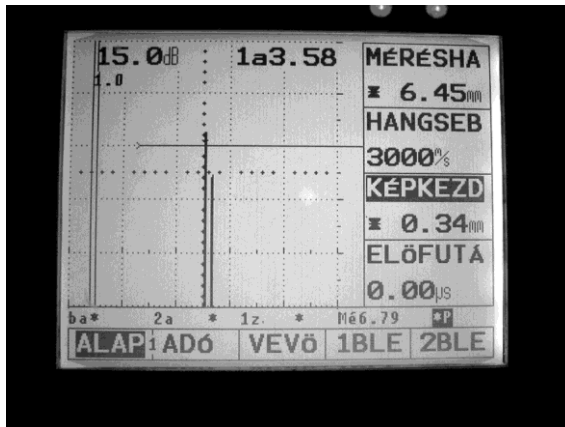 15.0dB 1a3.58
1.0
MÉRÉSHA
6.45mm
HANGSEB
3000m/s
KÉPKEZD
0.34mm
ELöFUTÁ
0.00µs
ba* 2a * 1z. * Mé6.79 *P
ALAP ADó VEVö 1BLE 2BLE